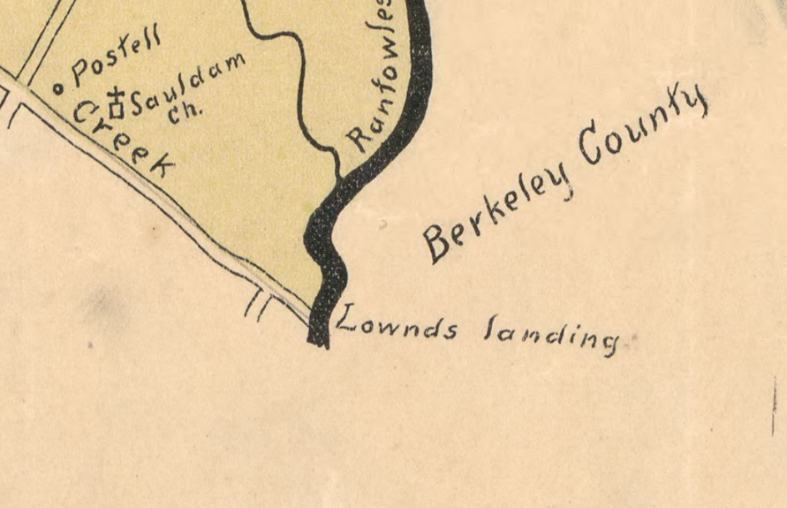 Postell
Sauldam
Ch.
Creek
Rantowles
Berkeley County
Lownds landing